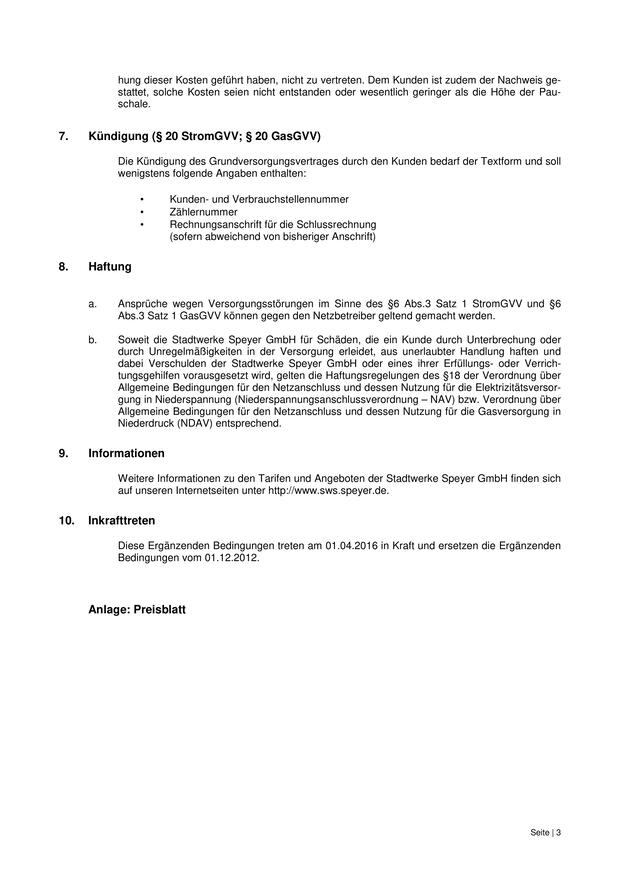 hung dieser Kosten geführt haben, nicht zu vertreten. Dem Kunden ist zudem der Nachweis ge-
stattet, solche Kosten seien nicht entstanden oder wesentlich geringer als die Höhe der Pau-
schale.
7. Kündigung (§ 20 StromGVV; § 20 GasGVV)
Die Kündigung des Grundversorgungsvertrages durch den Kunden bedarf der Textform und soll
wenigstens folgende Angaben enthalten:
• Kunden- und Verbrauchstellennummer
• Zählernummer
• Rechnungsanschrift für die Schlussrechnung
(sofern abweichend von bisheriger Anschrift)
8. Haftung
a. Ansprüche wegen Versorgungsstörungen im Sinne des §6 Abs.3 Satz 1 StromGVV und §6
Abs.3 Satz 1 GasGVV können gegen den Netzbetreiber geltend gemacht werden.
b. Soweit die Stadtwerke Speyer GmbH für Schäden, die ein Kunde durch Unterbrechung oder
durch Unregelmäßigkeiten in der Versorgung erleidet, aus unerlaubter Handlung haften und
dabei Verschulden der Stadtwerke Speyer GmbH oder eines ihrer Erfüllungs- oder Verrich-
tungsgehilfen vorausgesetzt wird, gelten die Haftungsregelungen des §18 der Verordnung über
Allgemeine Bedingungen für den Netzanschluss und dessen Nutzung für die Elektrizitätsversor-
gung in Niederspannung (Niederspannungsanschlussverordnung – NAV) bzw. Verordnung über
Allgemeine Bedingungen für den Netzanschluss und dessen Nutzung für die Gasversorgung in
Niederdruck (NDAV) entsprechend.
9. Informationen
Weitere Informationen zu den Tarifen und Angeboten der Stadtwerke Speyer GmbH finden sich
auf unseren Internetseiten unter http://www.sws.speyer.de.
10. Inkrafttreten
Diese Ergänzenden Bedingungen treten am 01.04.2016 in Kraft und ersetzen die Ergänzenden
Bedingungen vom 01.12.2012.
Anlage: Preisblatt
Seite | 3